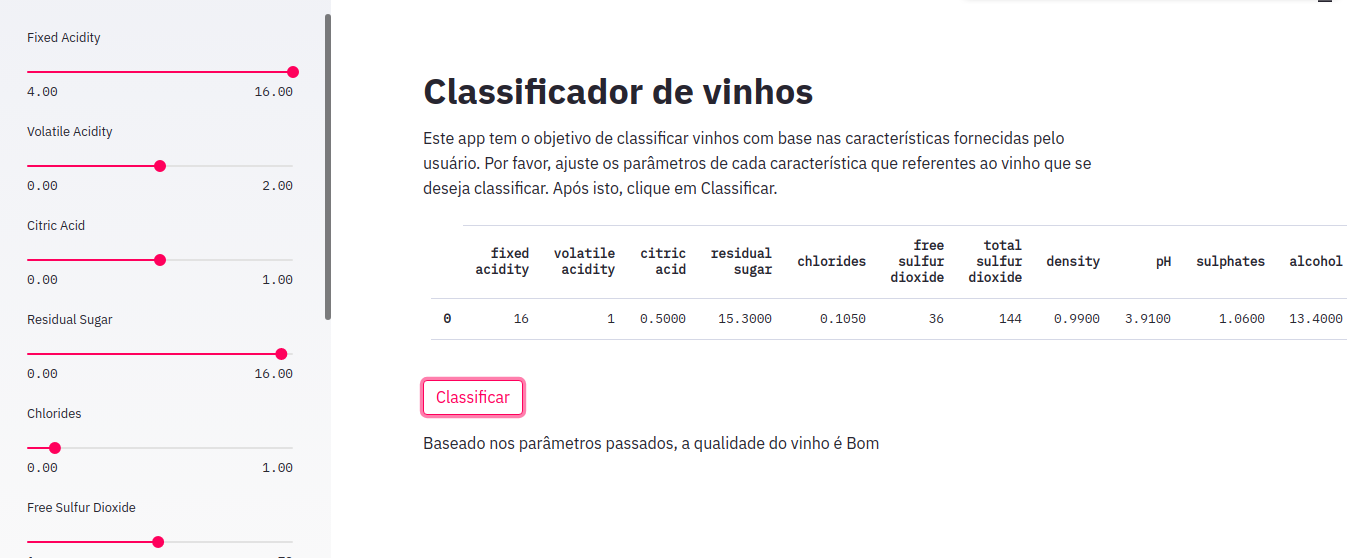 Fixed Acidity
4.00 16.00
Volatile Acidity
0.00 2.00
Citric Acid
0.00 1.00
Residual Sugar
0.00 16.00
Chlorides
0.00 1.00
Free Sulfur Dioxide
Classificador de vinhos
Este app tem o objetivo de classificar vinhos com base nas características fornecidas pelo
usuário. Por favor, ajuste os parâmetros de cada característica que referentes ao vinho que se
deseja classificar. Após isto, clique em Classificar.
fixed acidity volatile acidity citric acid residual sugar chlorides free sulfur dioxide total sulfur dioxide density pH sulphates alcohol
0 16 1 0.5000 15.3000 0.1050 36 144 0.9900 3.9100 1.0600 13.4000
Classificar
Baseado nos parâmetros passados, a qualidade do vinho é Bom